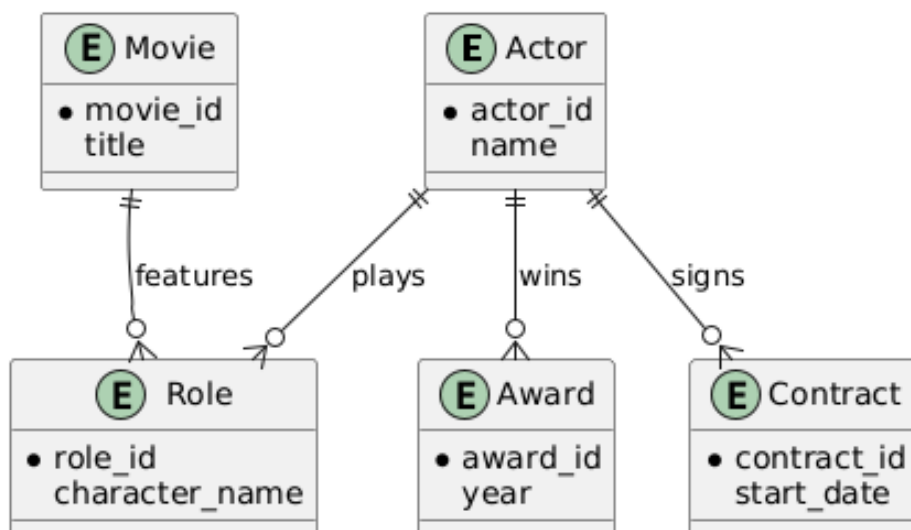 E Movie
movie_id
title
E Actor
actor_id
name
features
plays
wins
signs
E Role
role_id
character_name
E Award
award_id
year
E Contract
contract_id
start_date